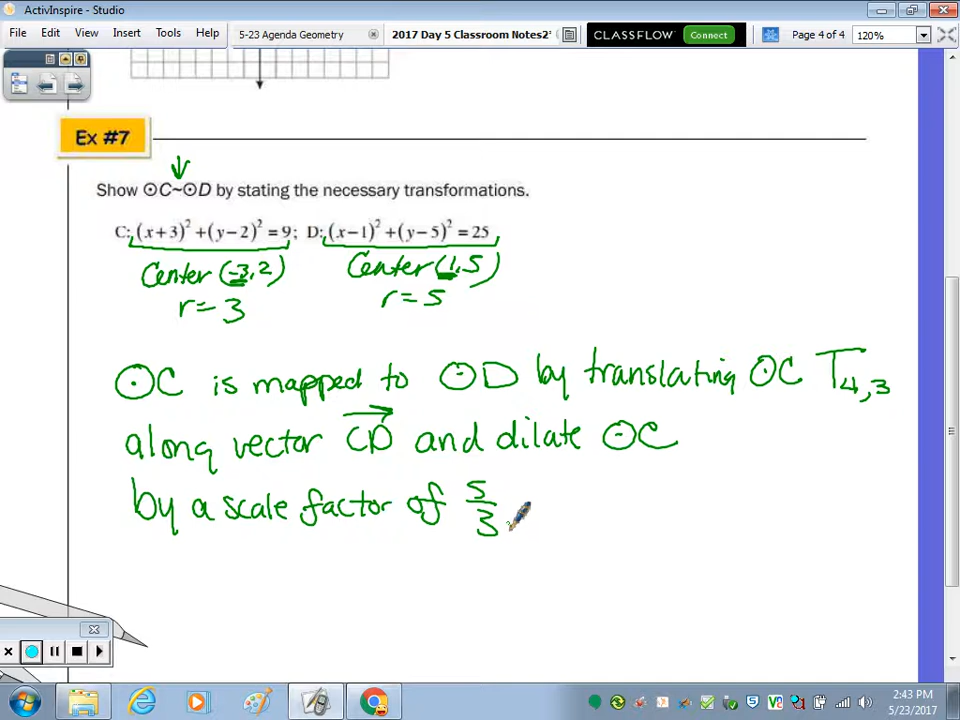 ActivInspire - Studio
File Edit View Insert Tools Help
5-23 Agenda Geometry
2017 Day 5 Classroom Notes2'
CLASSFLOW Connect
Page 4 of 4
120%
Ex #7
Show ⊙C~⊙D by stating the necessary transformations.
C: (x+3)² + (y−2)² = 9; D: (x−1)² + (y−5)² = 25
Center (-3,2) Center (1,5)
r = 3 r = 5
⊙C is mapped to ⊙D by translating ⊙C T4,3
along vector CD and dilate ⊙C
by a scale factor of 5/3
2:43 PM
5/23/2017